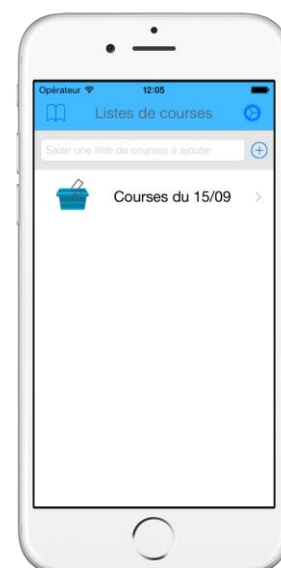 Opérateur 12:05
Listes de courses
Saisir une liste de courses à ajouter
Courses du 15/09